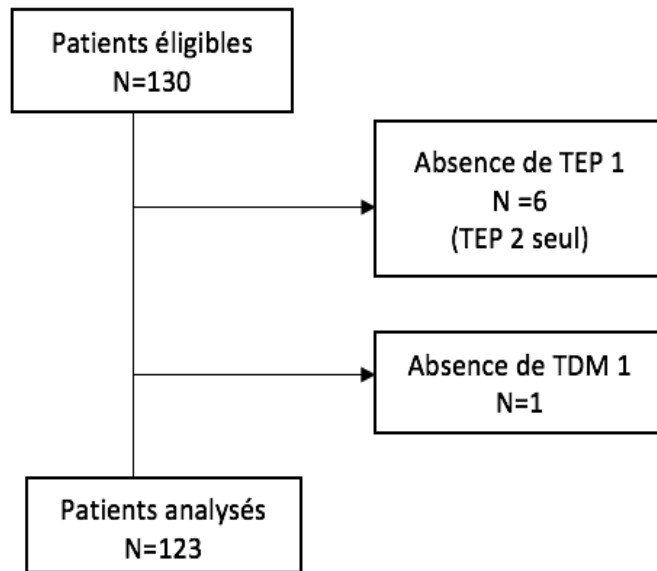 Patients éligibles
N=130
Absence de TEP 1
N =6
(TEP 2 seul)
Absence de TDM 1
N=1
Patients analysés
N=123